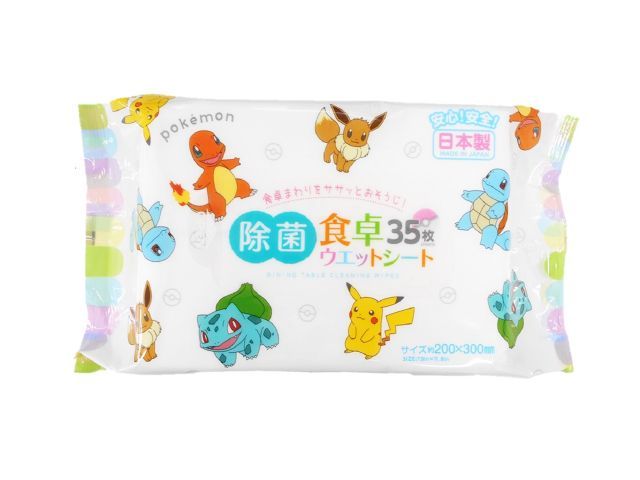 pokémon
安心！安全！
日本製
MADE IN JAPAN
食卓まわりをササッとおそうじ！
除菌 食卓 35枚
ウエットシート
DINING TABLE CLEANING WIPES
サイズ約200×300mm